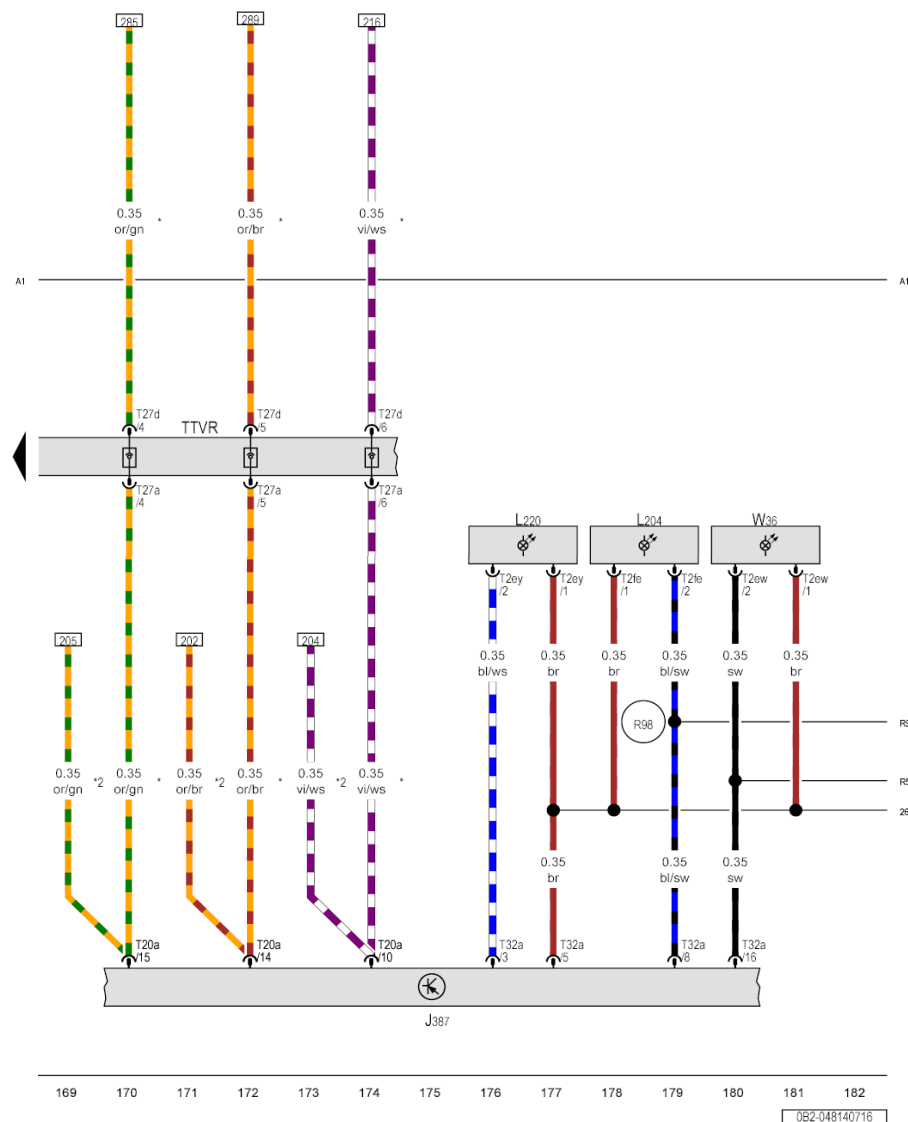 285 289 216
0.35 * 0.35 * 0.35 *
or/gn or/br vi/ws
A1 A1
T27d T27d T27d
/4 TTVR /5 /6
T27a T27a T27a
/4 /5 /6
L220 L204 W36
T2ey T2ey T2fe T2fe T2ew T2ew
/2 /1 /1 /2 /2 /1
205 202 204
0.35 0.35 0.35 0.35 0.35 0.35
bl/ws br br bl/sw sw br
R98
0.35 *2 0.35 * 0.35 *2 0.35 * 0.35 *2 0.35 *
or/gn or/gn or/br or/br vi/ws vi/ws
0.35 0.35 0.35
br bl/sw sw
T20a T20a T20a T32a T32a T32a T32a
/15 /14 /10 /3 /5 /8 /16
J387
169 170 171 172 173 174 175 176 177 178 179 180 181 182
0B2-048140716